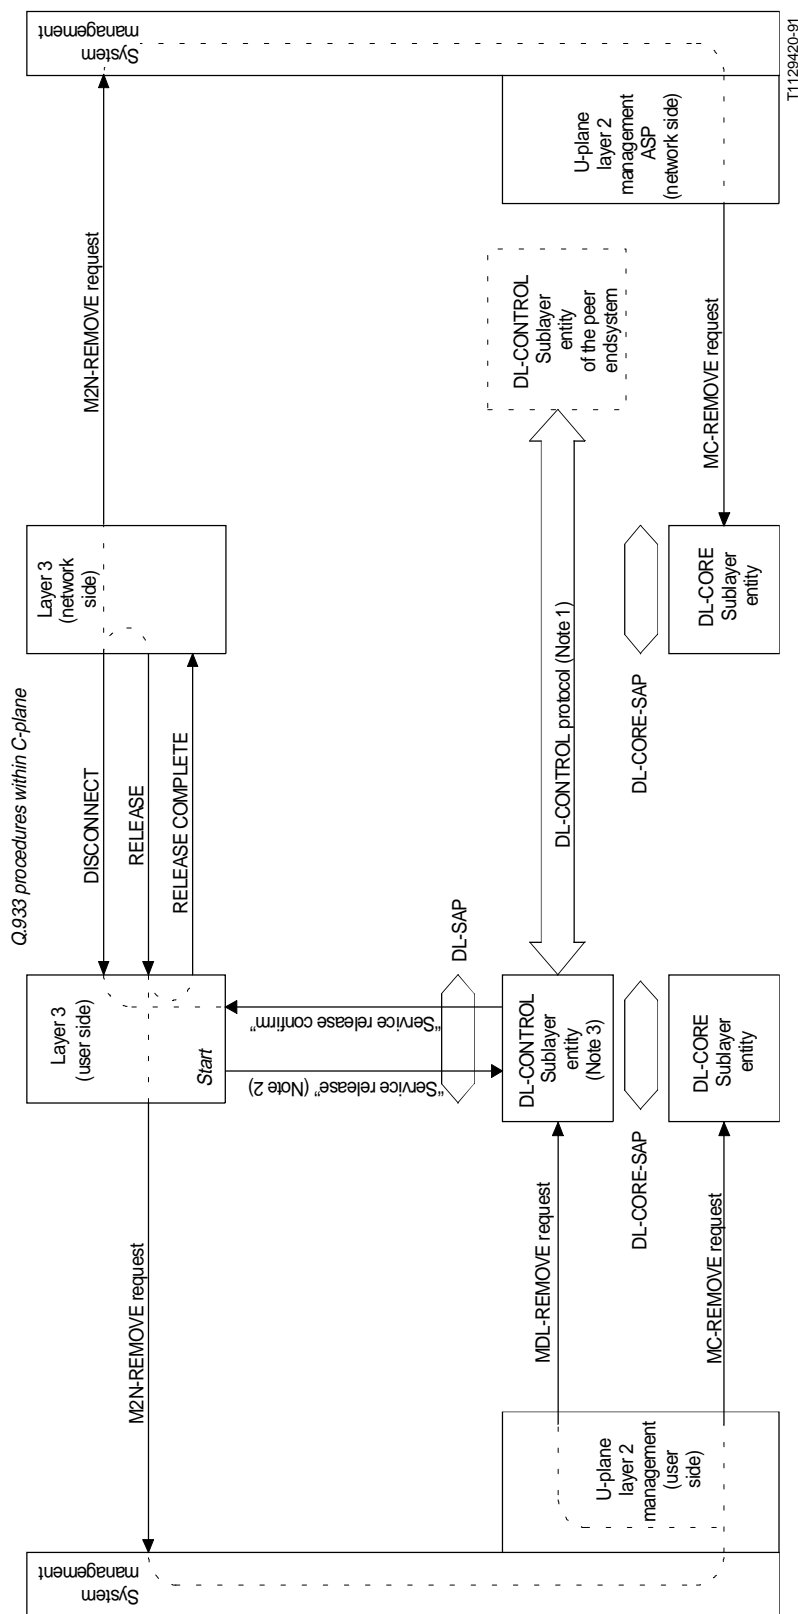 Q.933 procedures within C-plane
System
management
M2N-REMOVE request
Layer 3
(user side)
Start
DISCONNECT
RELEASE
RELEASE COMPLETE
Layer 3
(network
side)
M2N-REMOVE request
System
management
“Service release” (Note 2)
“Service release confirm”
DL-SAP
U-plane
layer 2
management
(user
side)
MDL-REMOVE request
DL-CONTROL
Sublayer
entity
(Note 3)
DL-CONTROL protocol (Note 1)
DL-CONTROL
Sublayer
entity
of the peer
endsystem
U-plane
layer 2
management
ASP
(network side)
DL-CORE-SAP
DL-CORE-SAP
MC-REMOVE request
DL-CORE
Sublayer
entity
DL-CORE
Sublayer
entity
MC-REMOVE request
T1129420-91